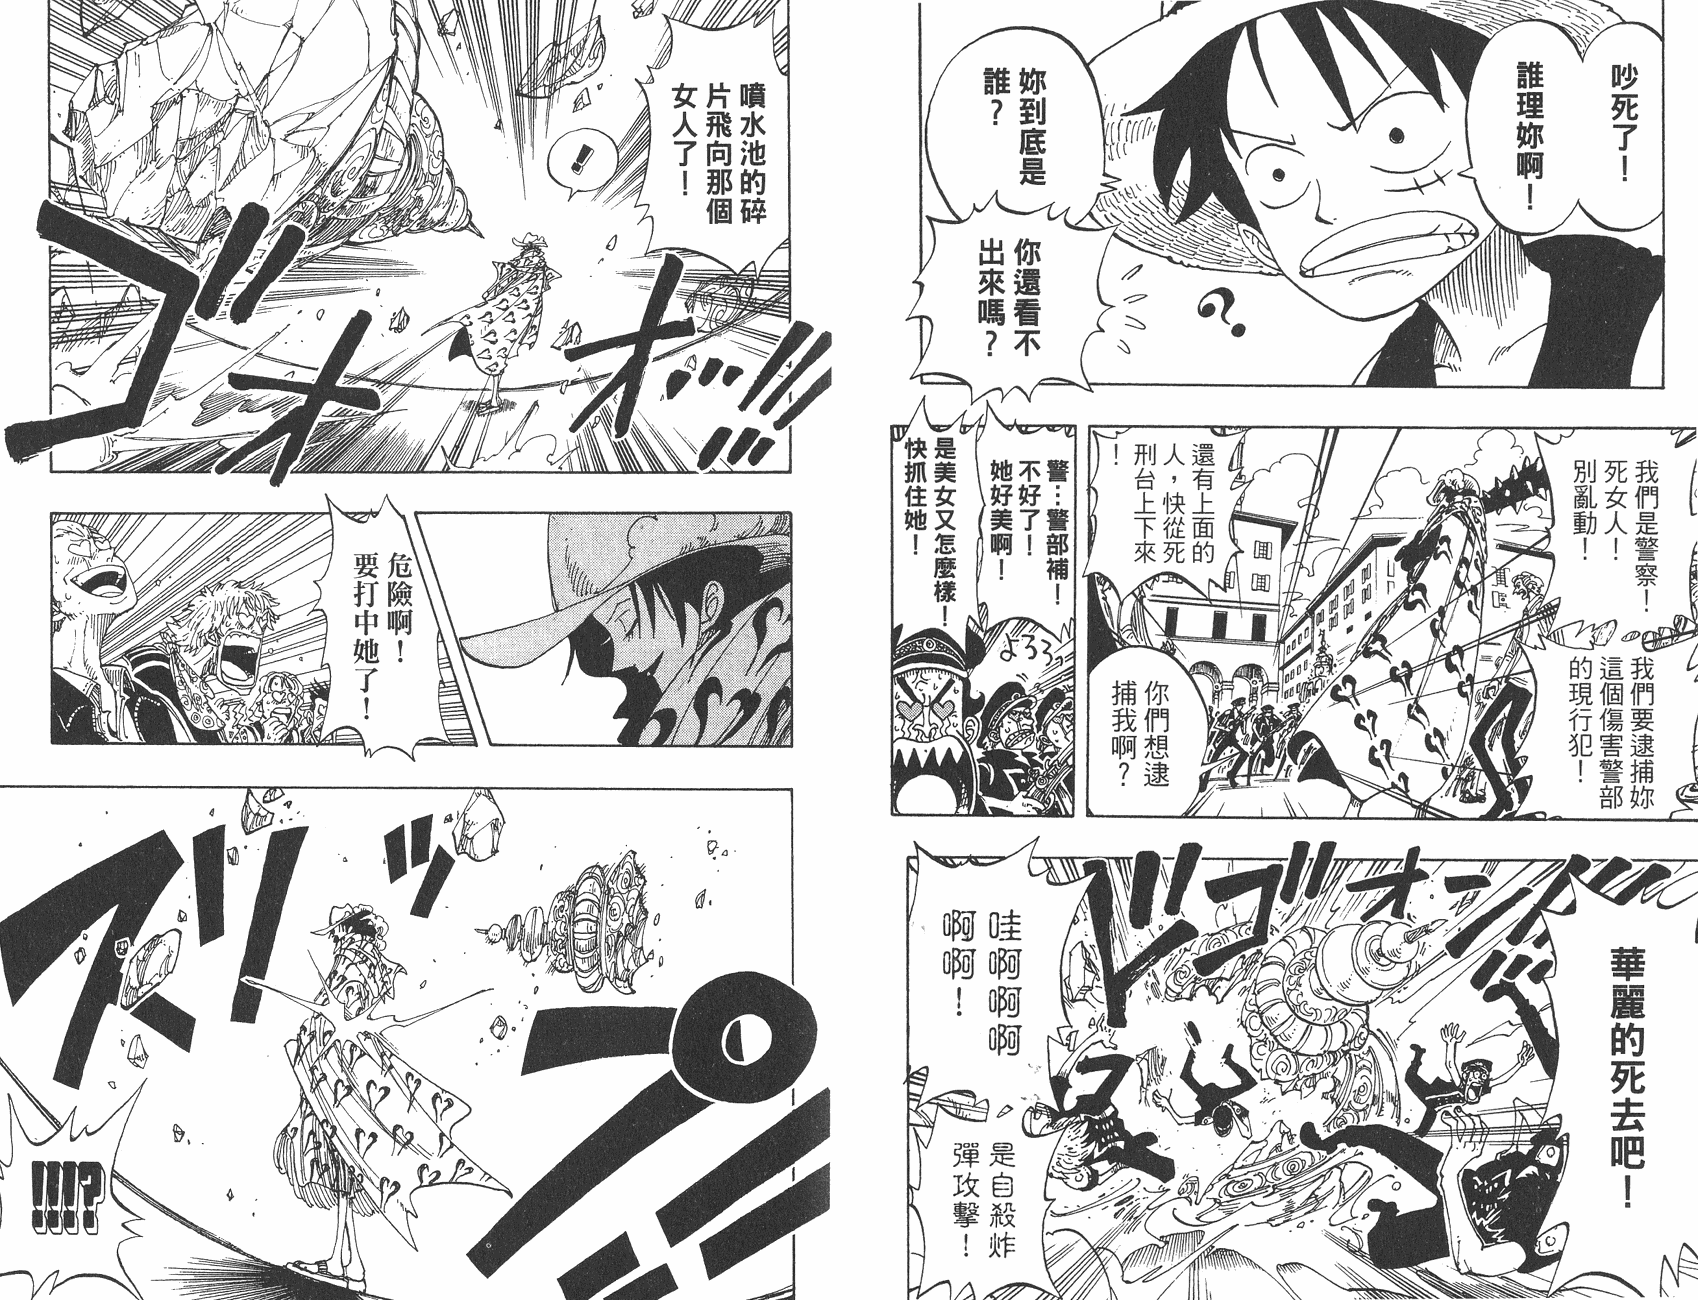 吵死了！
誰理妳啊！
妳到底是
誰？
你還看不
出來嗎？
？
我們是警察！
死女人！
別亂動！
我們要逮捕妳
這個傷害警部
的現行犯！
還有上面的
人，快從死
刑台上下來
！
你們想逮
捕我啊？
警…警部補！
不好了！
她好美啊！
是美女又怎麼樣！
快抓住她！
よろろ
華麗的死去吧！
ドゴオン!!
哇啊啊啊
啊啊！
是自殺炸
彈攻擊！
噴水池的碎
片飛向那個
女人了！
！
ゴオオ…!!!
危險啊！
要打中她了！
スパッ!!
!!!?